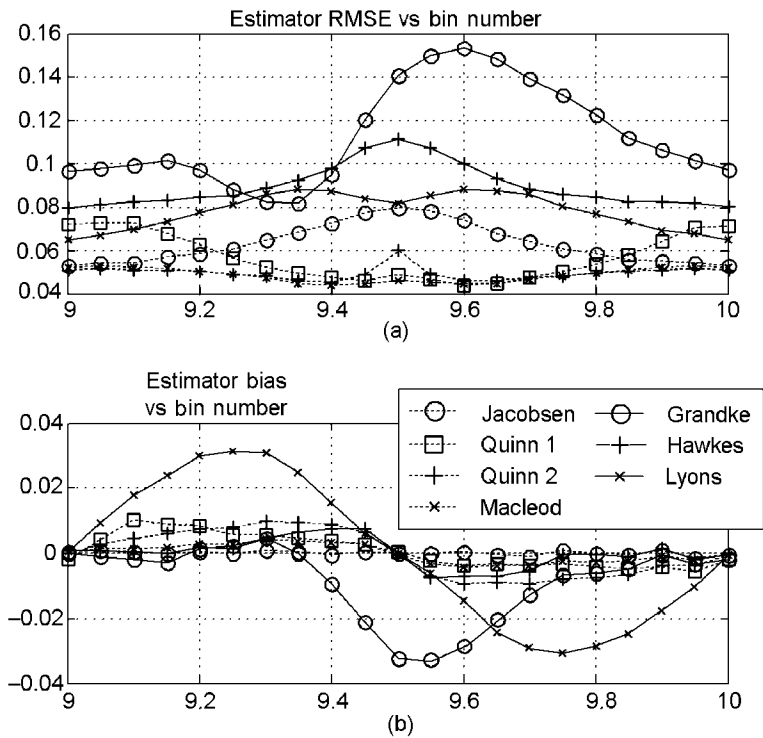 Estimator RMSE vs bin number
0.16
0.14
0.12
0.1
0.08
0.06
0.04
9
9.2
9.4
9.6
9.8
10
(a)
Estimator bias
vs bin number
Jacobsen
Grandke
Quinn 1
Hawkes
Quinn 2
Lyons
Macleod
0.04
0.02
0
−0.02
−0.04
9
9.2
9.4
9.6
9.8
10
(b)